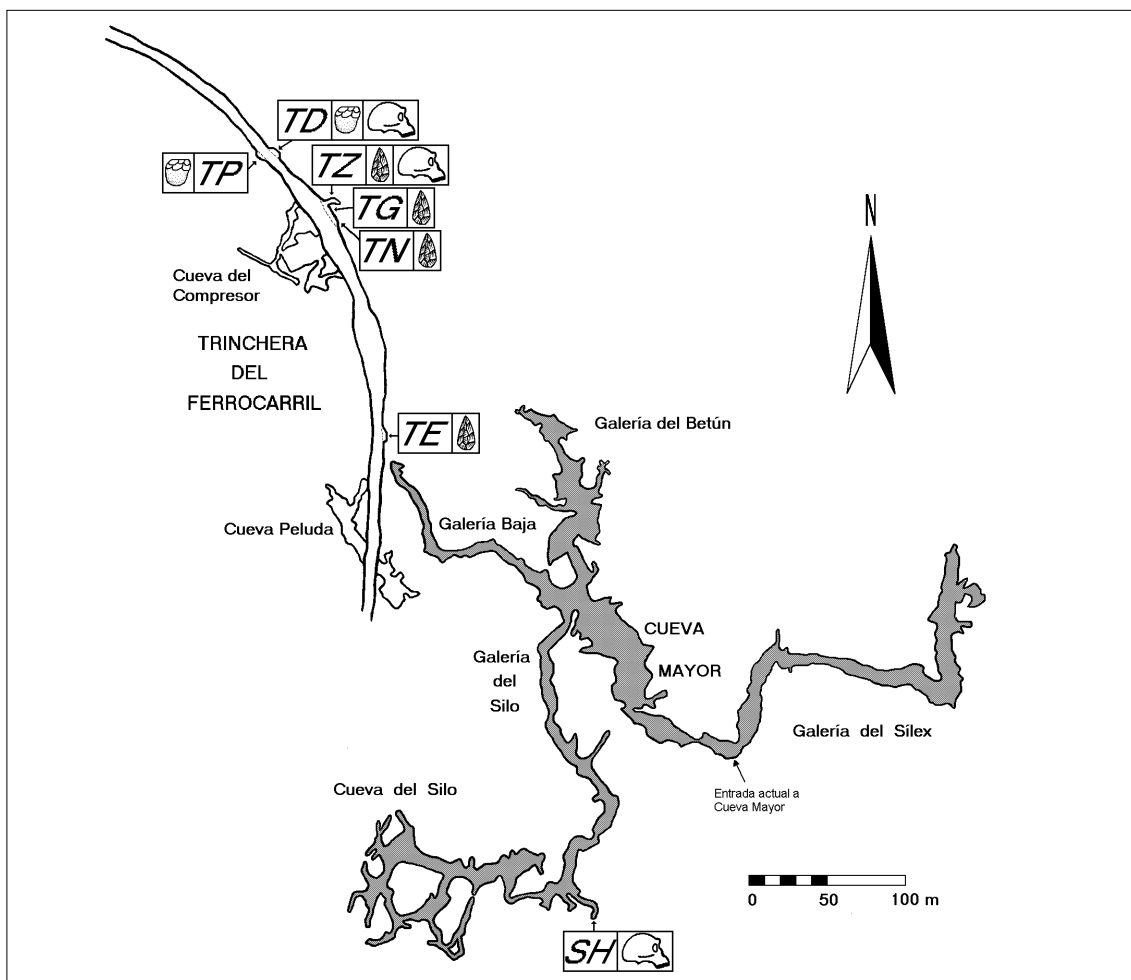 TD
TP
TZ
TG
TN
N
Cueva del
Compresor
TRINCHERA
DEL
FERROCARRIL
TE
Galería del Betún
Galería Baja
Cueva Peluda
CUEVA
MAYOR
Galería
del
Silo
Galería del Sílex
Entrada actual a
Cueva Mayor
Cueva del Silo
0 50 100 m
SH